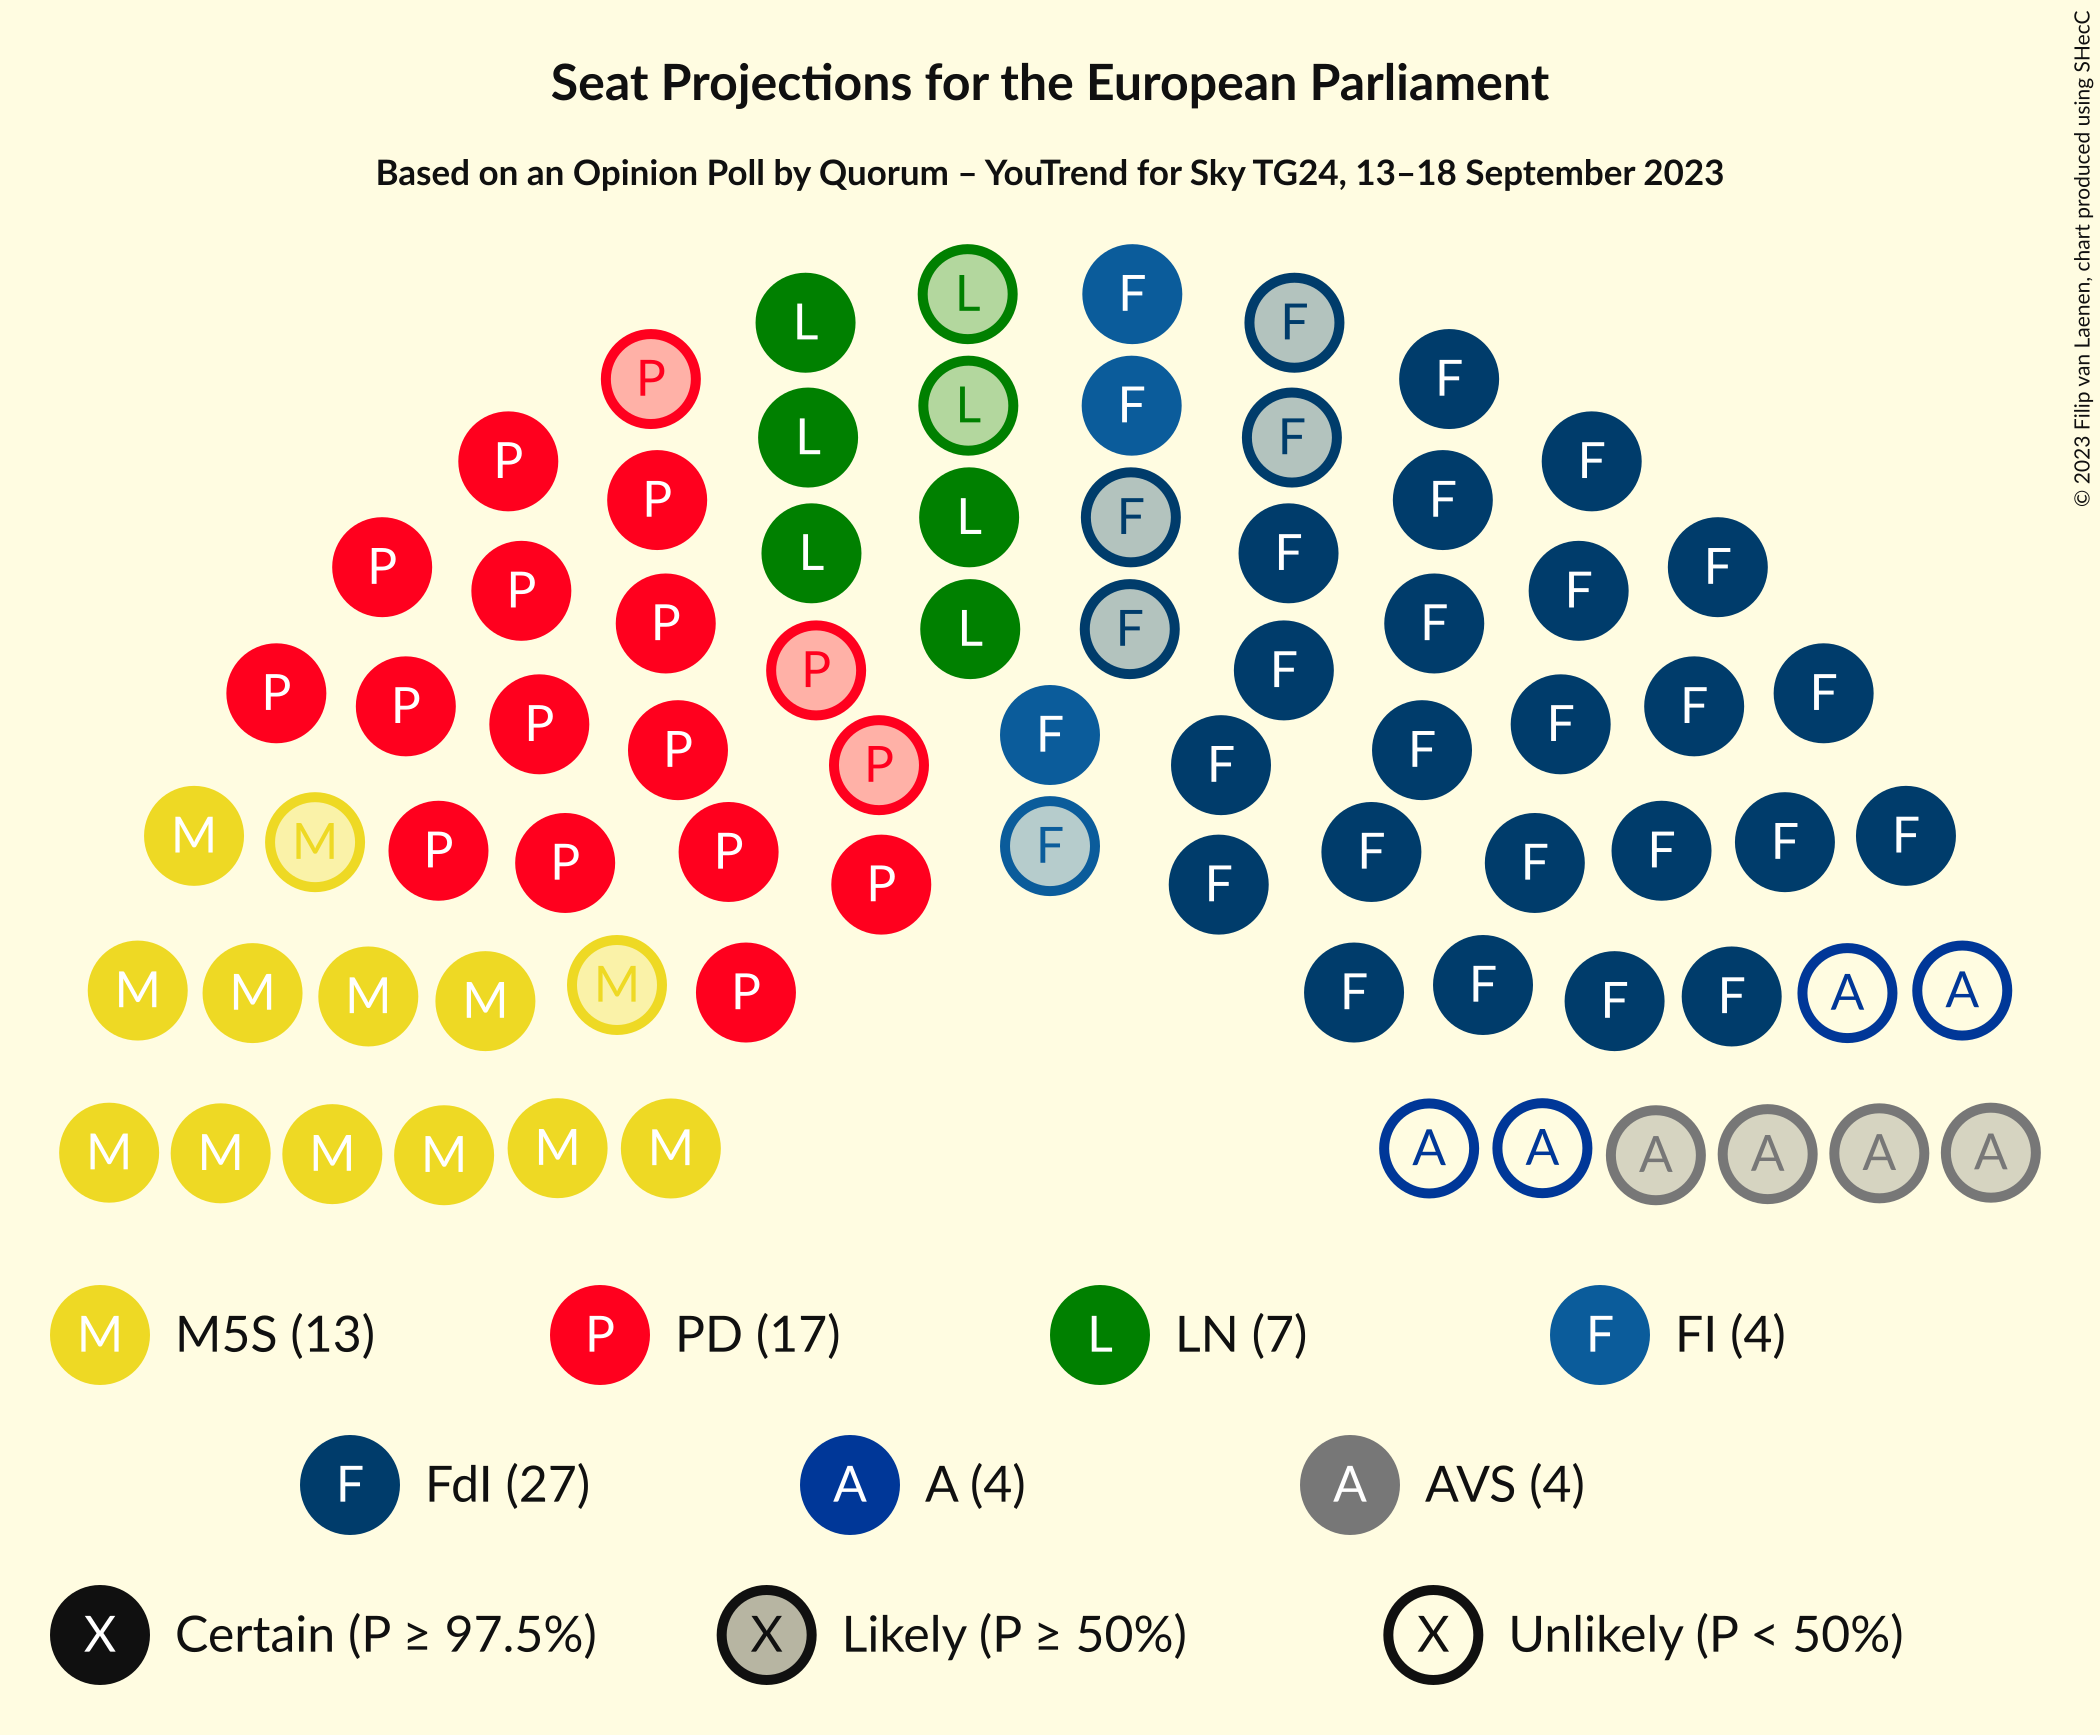 Seat Projections for the European Parliament
Based on an Opinion Poll by Quorum – YouTrend for Sky TG24, 13–18 September 2023
© 2023 Filip van Laenen, chart produced using SHecC
L F
L F
P F
L F
P F
L F
P F
L F
P F
P F
L F
P F
P F
P F
L F
P F
P F
P F
P F
P F
F
P F
M F
M F
F
P F
P F
P F
P F
M F
M F
M A
M A
M F
P F
M M M M M M A A A A A A
M M5S (13) P PD (17) L LN (7) F FI (4)
F FdI (27) A A (4) A AVS (4)
X Certain (P ≥ 97.5%) X Likely (P ≥ 50%) X Unlikely (P < 50%)